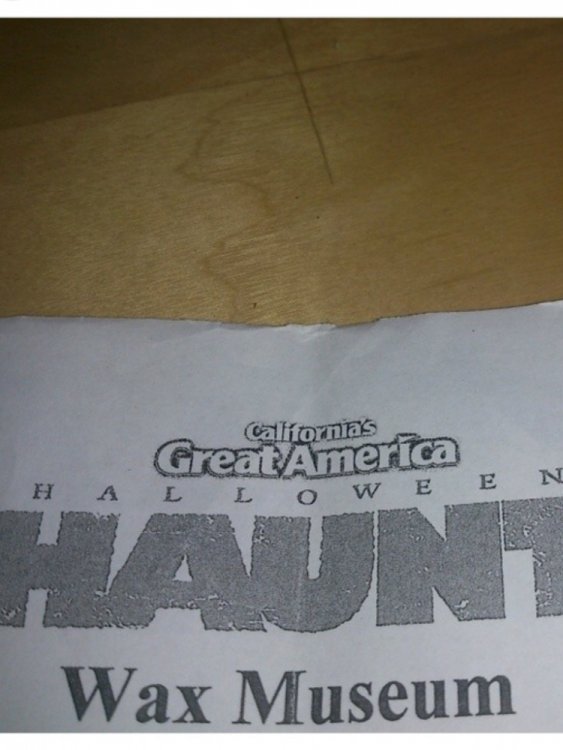 California's
Great America
HALLOWEEN
HAUNT
Wax Museum